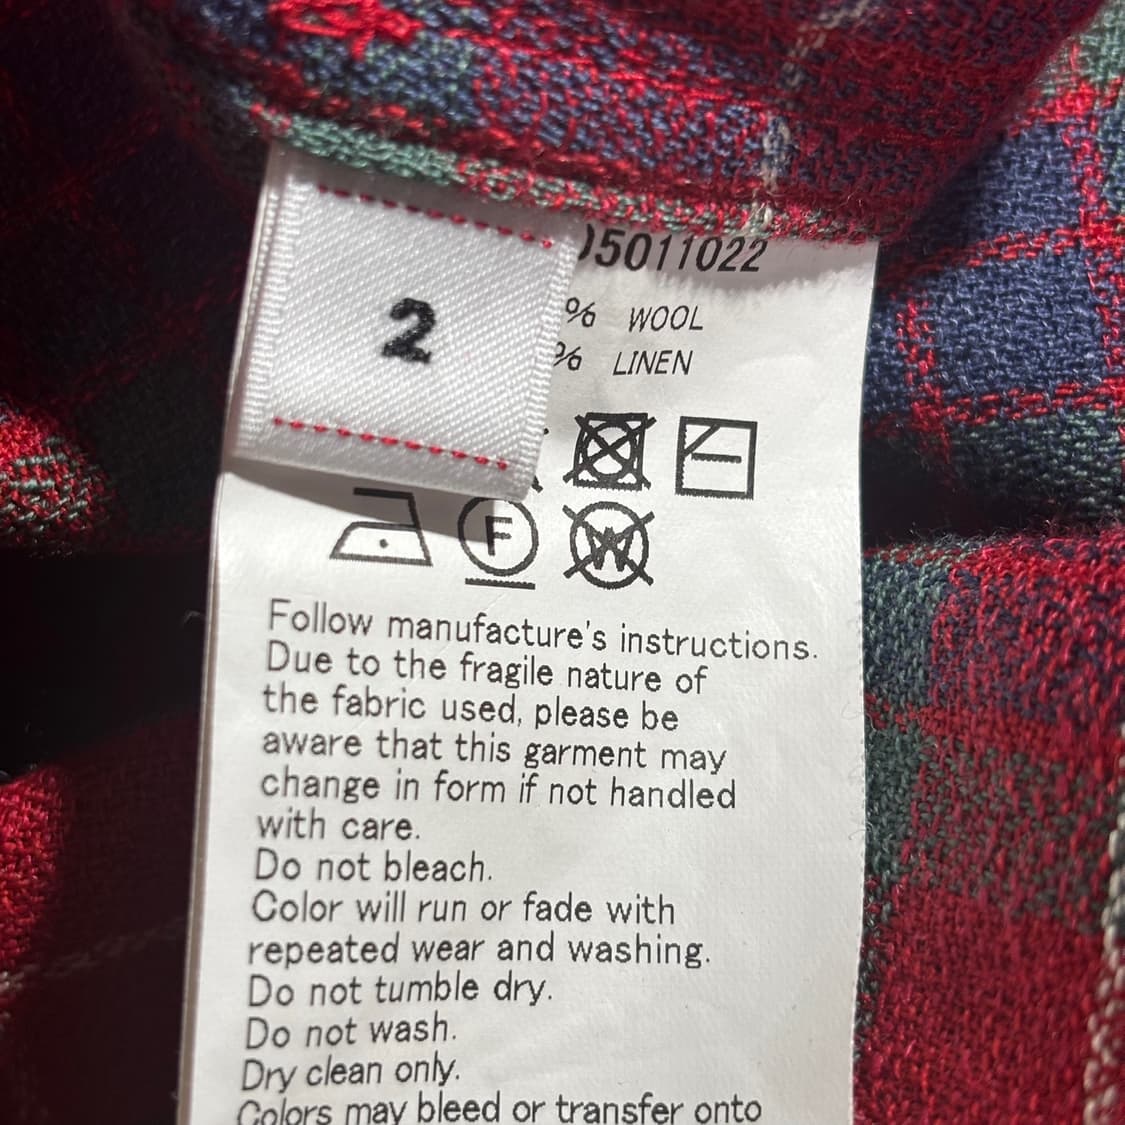 2
5011022
% WOOL
% LINEN
F
W
Follow manufacture's instructions.
Due to the fragile nature of
the fabric used, please be
aware that this garment may
change in form if not handled
with care.
Do not bleach.
Color will run or fade with
repeated wear and washing.
Do not tumble dry.
Do not wash.
Dry clean only.
Colors may bleed or transfer onto